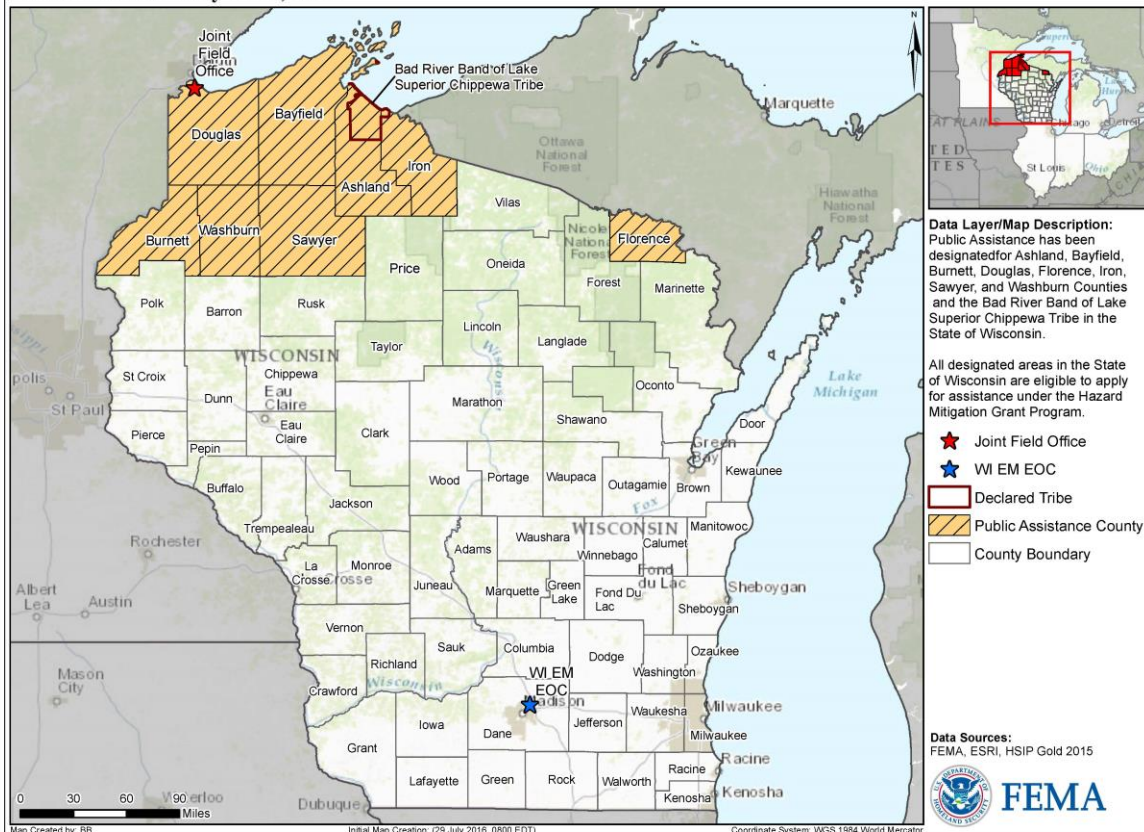 Joint
Field
Office
Bad River Band of Lake
Superior Chippewa Tribe
N
Marquette
Bayfield
Douglas
Ottawa
National
Forest
Iron
Ashland
Hiawatha
National
Forest
Vilas
Washburn
Burnett
Sawyer
Florence
Price
Oneida
Forest
Marinette
Polk
Barron
Rusk
Lincoln
Langlade
Taylor
WISCONSIN
Wisconsin
St Croix
Chippewa
Dunn
Eau
Claire
Oconto
Lake
Michigan
St Paul
Marathon
Shawano
Door
Pierce
Eau
Claire
Clark
Green
Bay
Pepin
Kewaunee
Wood
Portage
Waupaca
Outagamie
Brown
Buffalo
Jackson
Fox
Trempealeau
WISCONSIN
Manitowoc
Waushara
Calumet
Rochester
Adams
Winnebago
La
Crosse
Monroe
Fond
du Lac
Albert
Lea
Austin
Juneau
Marquette
Green
Lake
Fond Du
Lac
Sheboygan
Sheboygan
Vernon
Sauk
Columbia
Richland
Dodge
Ozaukee
Washington
Mason
City
Crawford
Wisconsin
WI EM
EOC
Madison
Milwaukee
Iowa
Dane
Jefferson
Waukesha
Milwaukee
Grant
Racine
Lafayette
Green
Rock
Walworth
Racine
Kenosha
Kenosha
Dubuque
0 30 60 90
Miles
Map Created by: BB
Initial Map Creation: (29 July 2016, 0800 EDT)
Coordinate System: WGS 1984 World Mercator
Chicago
Detroit
St Louis
Ohio
Data Layer/Map Description:
Public Assistance has been
designatedfor Ashland, Bayfield,
Burnett, Douglas, Florence, Iron,
Sawyer, and Washburn Counties
and the Bad River Band of Lake
Superior Chippewa Tribe in the
State of Wisconsin.
All designated areas in the State
of Wisconsin are eligible to apply
for assistance under the Hazard
Mitigation Grant Program.
Joint Field Office
WI EM EOC
Declared Tribe
Public Assistance County
County Boundary
Data Sources:
FEMA, ESRI, HSIP Gold 2015
FEMA